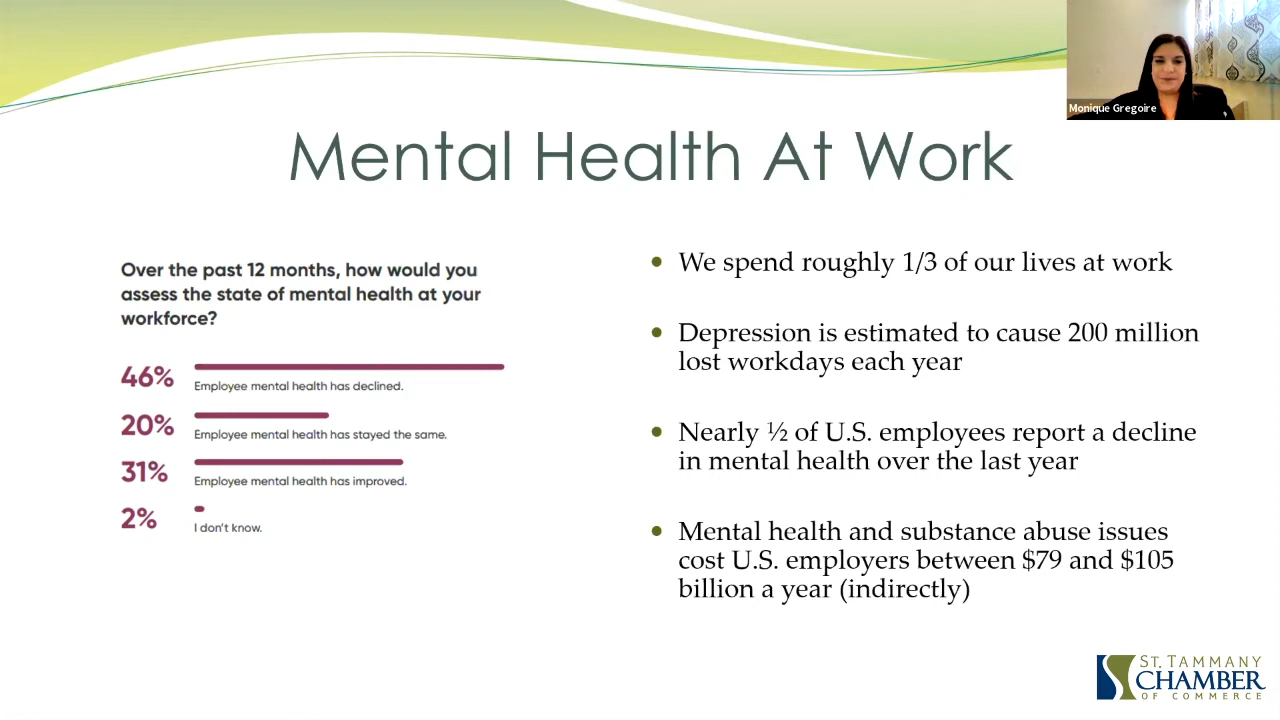 Monique Gregoire
Mental Health At Work
Over the past 12 months, how would you
assess the state of mental health at your
workforce?
46%
Employee mental health has declined.
20%
Employee mental health has stayed the same.
31%
Employee mental health has improved.
2%
I don't know.
• We spend roughly 1/3 of our lives at work
• Depression is estimated to cause 200 million
lost workdays each year
• Nearly ½ of U.S. employees report a decline
in mental health over the last year
• Mental health and substance abuse issues
cost U.S. employers between $79 and $105
billion a year (indirectly)
ST. TAMMANY
CHAMBER
OF COMMERCE